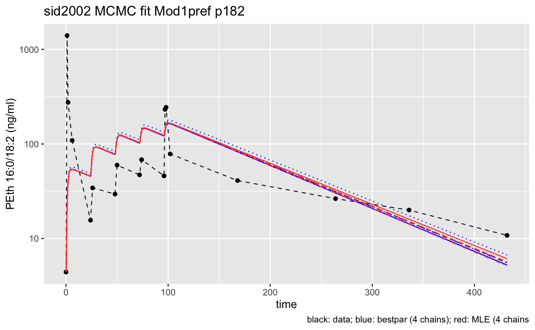 sid2002 MCMC fit Mod1pref p182
PEth 16:0/18:2 (ng/ml)
1000
100
10
0
100
200
300
400
time
black: data; blue: bestpar (4 chains); red: MLE (4 chains